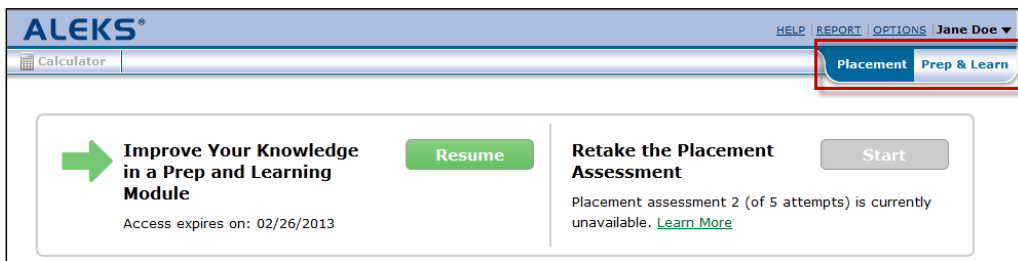 ALEKS®
HELP REPORT OPTIONS Jane Doe ▼
Calculator
Placement Prep & Learn
Improve Your Knowledge
in a Prep and Learning
Module
Resume
Access expires on: 02/26/2013
Retake the Placement
Assessment
Start
Placement assessment 2 (of 5 attempts) is currently
unavailable. Learn More